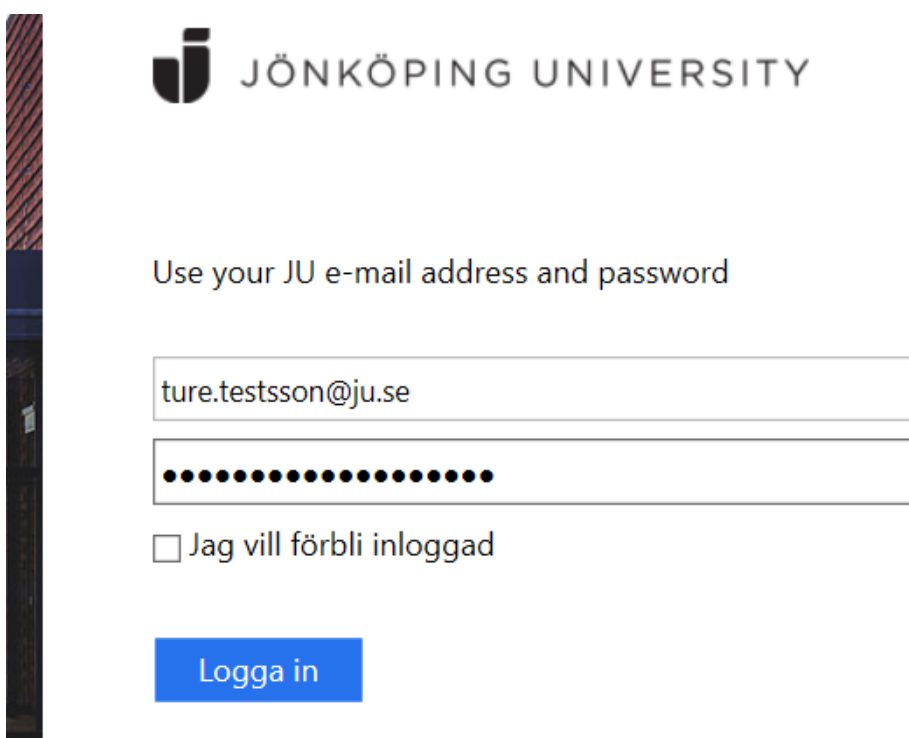 JÖNKÖPING UNIVERSITY
Use your JU e-mail address and password
ture.testsson@ju.se
●●●●●●●●●●●●●●●●●●●
Jag vill förbli inloggad
Logga in